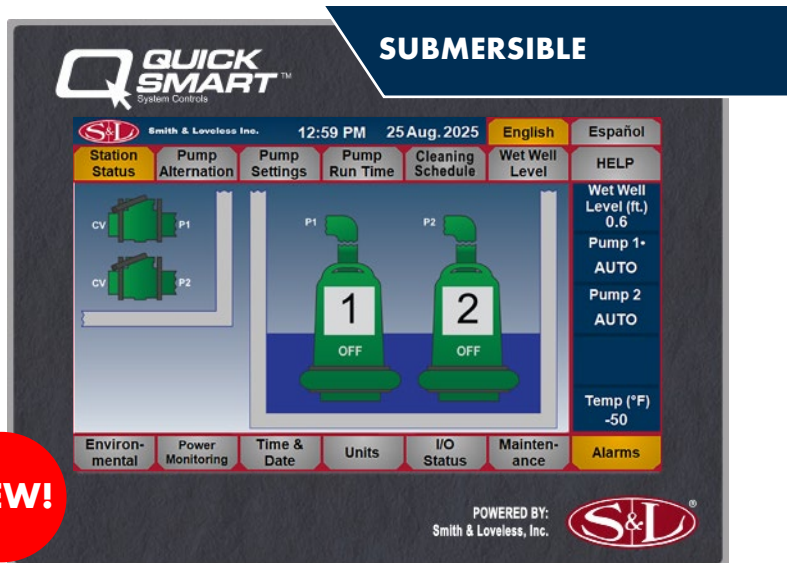 SUBMERSIBLE
QUICK
SMART™
System Controls
S&L Smith & Loveless Inc. 12:59 PM 25 Aug. 2025 English Español
Station Status Pump Alternation Pump Settings Pump Run Time Cleaning Schedule Wet Well Level HELP
Wet Well
Level (ft.)
0.6
CV P1
P1 P2
Pump 1•
AUTO
CV P2
Pump 2
1 2
AUTO
OFF OFF
Temp (°F)
-50
Environ-
mental
Power
Monitoring
Time &
Date
Units
I/O
Status
Mainten-
ance
Alarms
EW!
POWERED BY:
Smith & Loveless, Inc.
S&L®